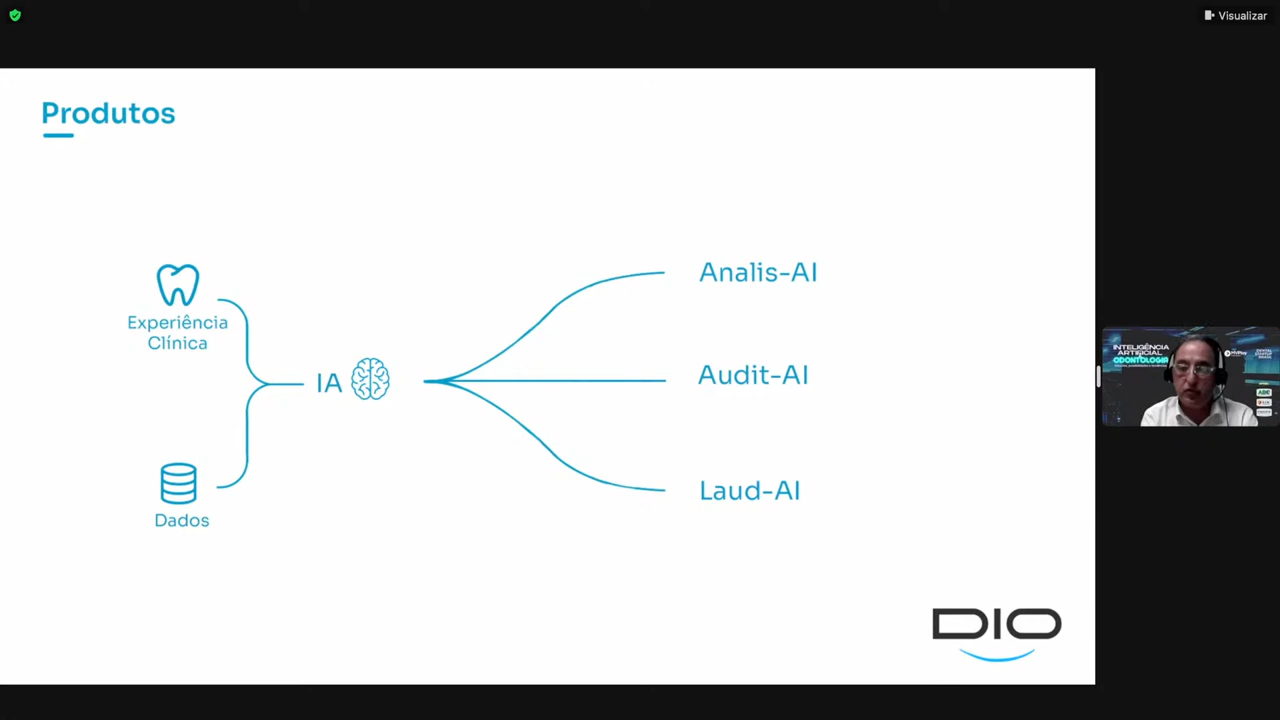 Visualizar
Produtos
Experiência
Clínica
IA
Dados
Analis-AI
Audit-AI
Laud-AI
DIO
INTELIGÊNCIA
ARTIFICIAL
ODONTOLOGIA